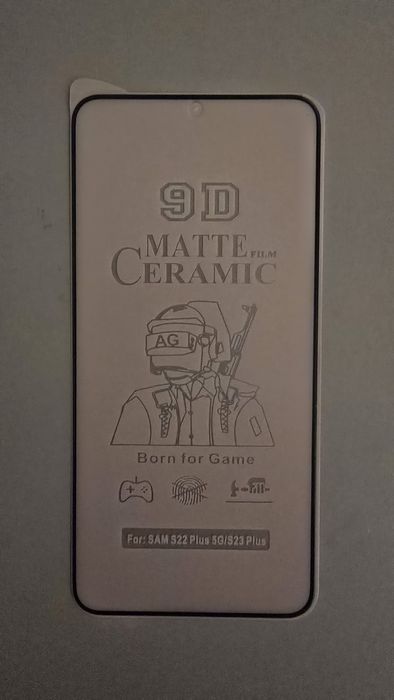 9D
MATTE FILM
CERAMIC
AG
Born for Game
For: SAM S22 Plus 5G/S23 Plus